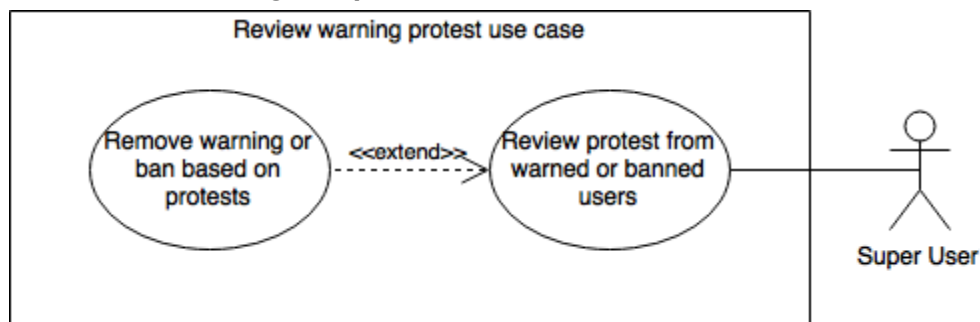 Review warning protest use case
Remove warning or
ban based on
protests
<<extend>>
Review protest from
warned or banned
users
Super User